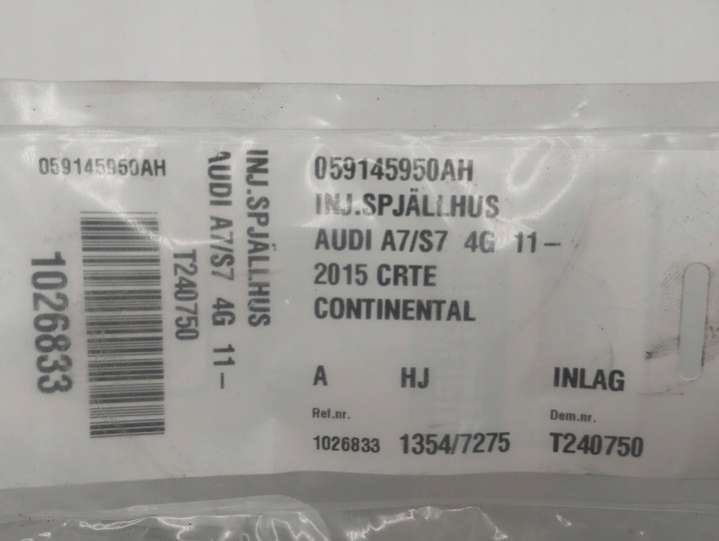 059145950AH
1026833
T240750
AUDI A7/S7 4G 11-
INJ.SPJÄLLHUS
059145950AH
INJ.SPJÄLLHUS
AUDI A7/S7 4G 11-
2015 CRTE
CONTINENTAL
A HJ INLAG
Ref.nr. Dem.nr.
1026833 1354/7275 T240750